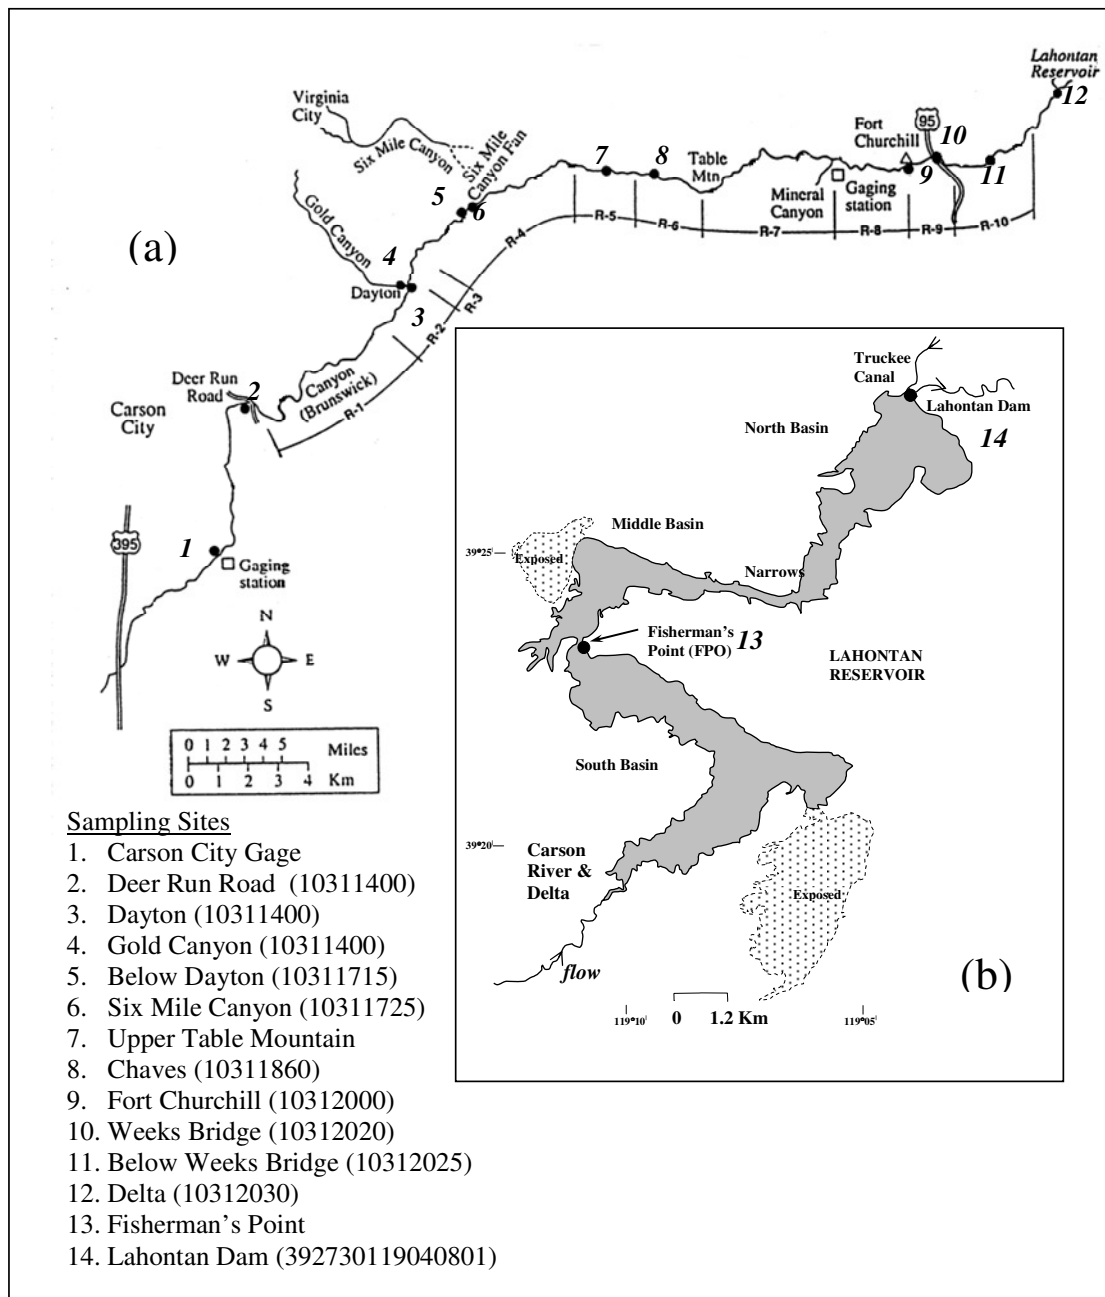 Lahontan
Reservoir
12
Virginia
City
Six Mile Canyon
Six Mile
Canyon Fan
95
10
Fort
Churchill
7
8
Table
Mtn
9
11
Mineral
Canyon
Gaging
station
5
6
Gold Canyon
(a)
4
Dayton
3
R-1
R-2
R-3
R-4
R-5
R-6
R-7
R-8
R-9
R-10
Deer Run
Road
2
Canyon
(Brunswick)
Carson
City
395
1
Gaging
station
N
W
E
S
0 1 2 3 4 5 Miles
0 1 2 3 4 Km
Truckee
Canal
Lahontan Dam
14
North Basin
Middle Basin
39°25'
Exposed
Narrows
Fisherman's
Point (FPO)
13
LAHONTAN
RESERVOIR
South Basin
39°20'
Carson
River &
Delta
Exposed
flow
(b)
119°10'
0 1.2 Km
119°05'
Sampling Sites
1. Carson City Gage
2. Deer Run Road (10311400)
3. Dayton (10311400)
4. Gold Canyon (10311400)
5. Below Dayton (10311715)
6. Six Mile Canyon (10311725)
7. Upper Table Mountain
8. Chaves (10311860)
9. Fort Churchill (10312000)
10. Weeks Bridge (10312020)
11. Below Weeks Bridge (10312025)
12. Delta (10312030)
13. Fisherman's Point
14. Lahontan Dam (392730119040801)